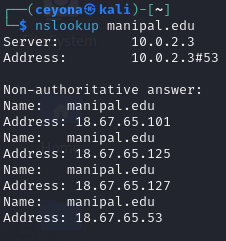 ┌──(ceyona㉿kali)-[~]
└─$ nslookup manipal.edu
Server:         10.0.2.3
Address:        10.0.2.3#53

Non-authoritative answer:
Name:   manipal.edu
Address: 18.67.65.101
Name:   manipal.edu
Address: 18.67.65.125
Name:   manipal.edu
Address: 18.67.65.127
Name:   manipal.edu
Address: 18.67.65.53